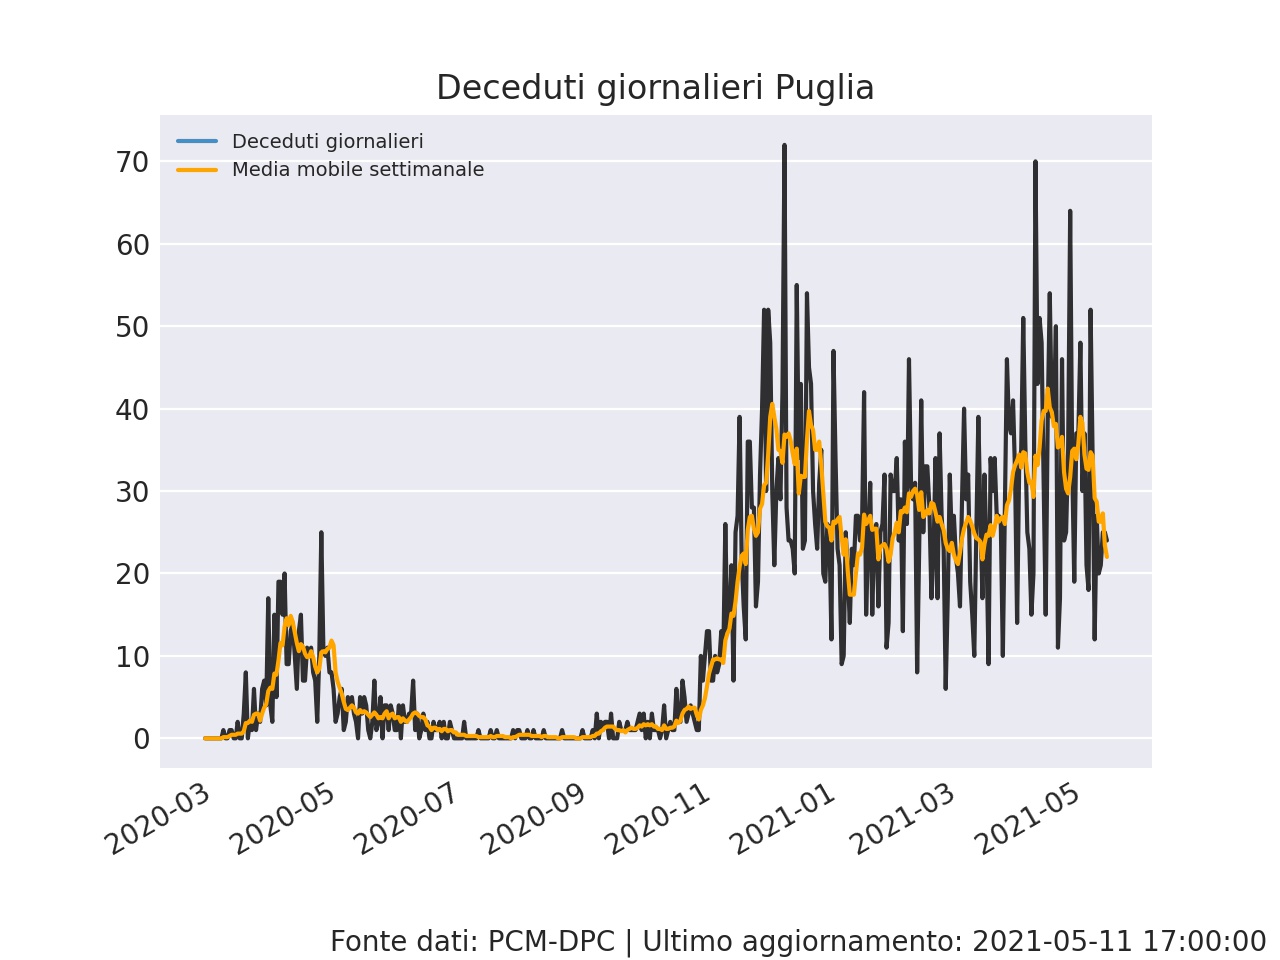 Deceduti giornalieri Puglia
Deceduti giornalieri
Media mobile settimanale
70
60
50
40
30
20
10
0
2020-03 2020-05 2020-07 2020-09 2020-11 2021-01 2021-03 2021-05
Fonte dati: PCM-DPC | Ultimo aggiornamento: 2021-05-11 17:00:00